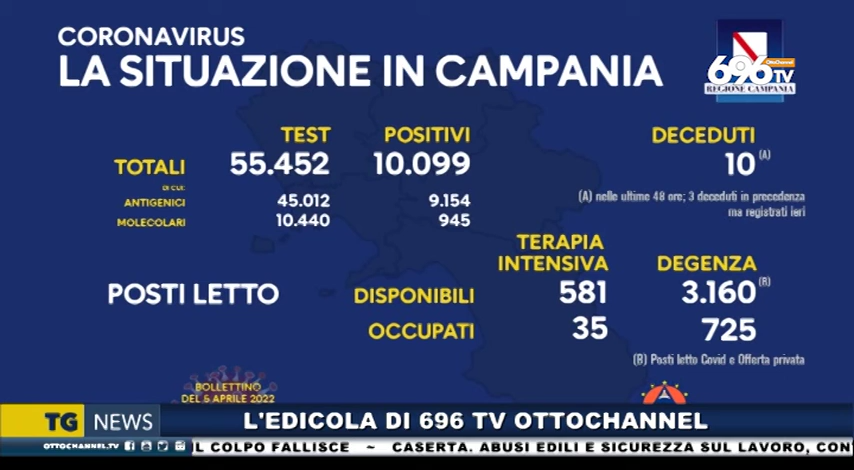 CORONAVIRUS
LA SITUAZIONE IN CAMPANIA
OttoChannel
696 TV
REGIONE CAMPANIA
TEST POSITIVI DECEDUTI
TOTALI 55.452 10.099 10 (A)
DI CUI:
ANTIGENICI 45.012 9.154
MOLECOLARI 10.440 945
(A) nelle ultime 48 ore; 3 deceduti in precedenza
ma registrati ieri
TERAPIA
INTENSIVA DEGENZA
POSTI LETTO DISPONIBILI 581 3.160 (B)
OCCUPATI 35 725
(B) Posti letto Covid e Offerta privata
BOLLETTINO
DEL 5 APRILE 2022
TG NEWS L'EDICOLA DI 696 TV OTTOCHANNEL
OTTOCHANNEL.TV IL COLPO FALLISCE ~ CASERTA. ABUSI EDILI E SICUREZZA SUL LAVORO, CON